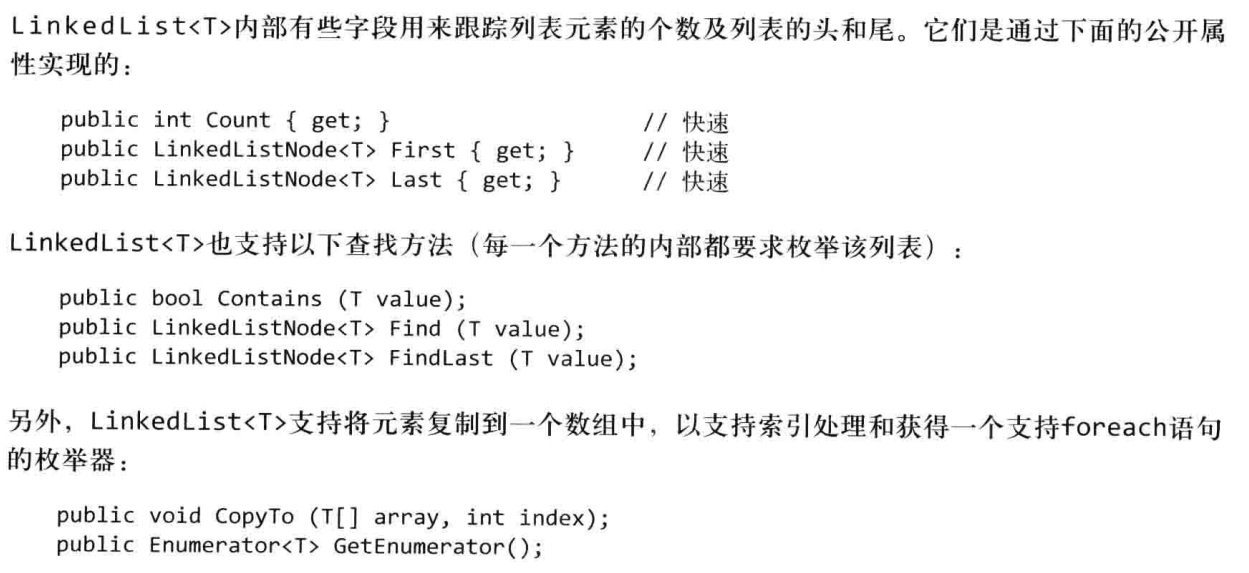 LinkedList<T>内部有些字段用来跟踪列表元素的个数及列表的头和尾。它们是通过下面的公开属
性实现的：
public int Count { get; } // 快速
public LinkedListNode<T> First { get; } // 快速
public LinkedListNode<T> Last { get; } // 快速
LinkedList<T>也支持以下查找方法（每一个方法的内部都要求枚举该列表）：
public bool Contains (T value);
public LinkedListNode<T> Find (T value);
public LinkedListNode<T> FindLast (T value);
另外，LinkedList<T>支持将元素复制到一个数组中，以支持索引处理和获得一个支持foreach语句
的枚举器：
public void CopyTo (T[] array, int index);
public Enumerator<T> GetEnumerator();